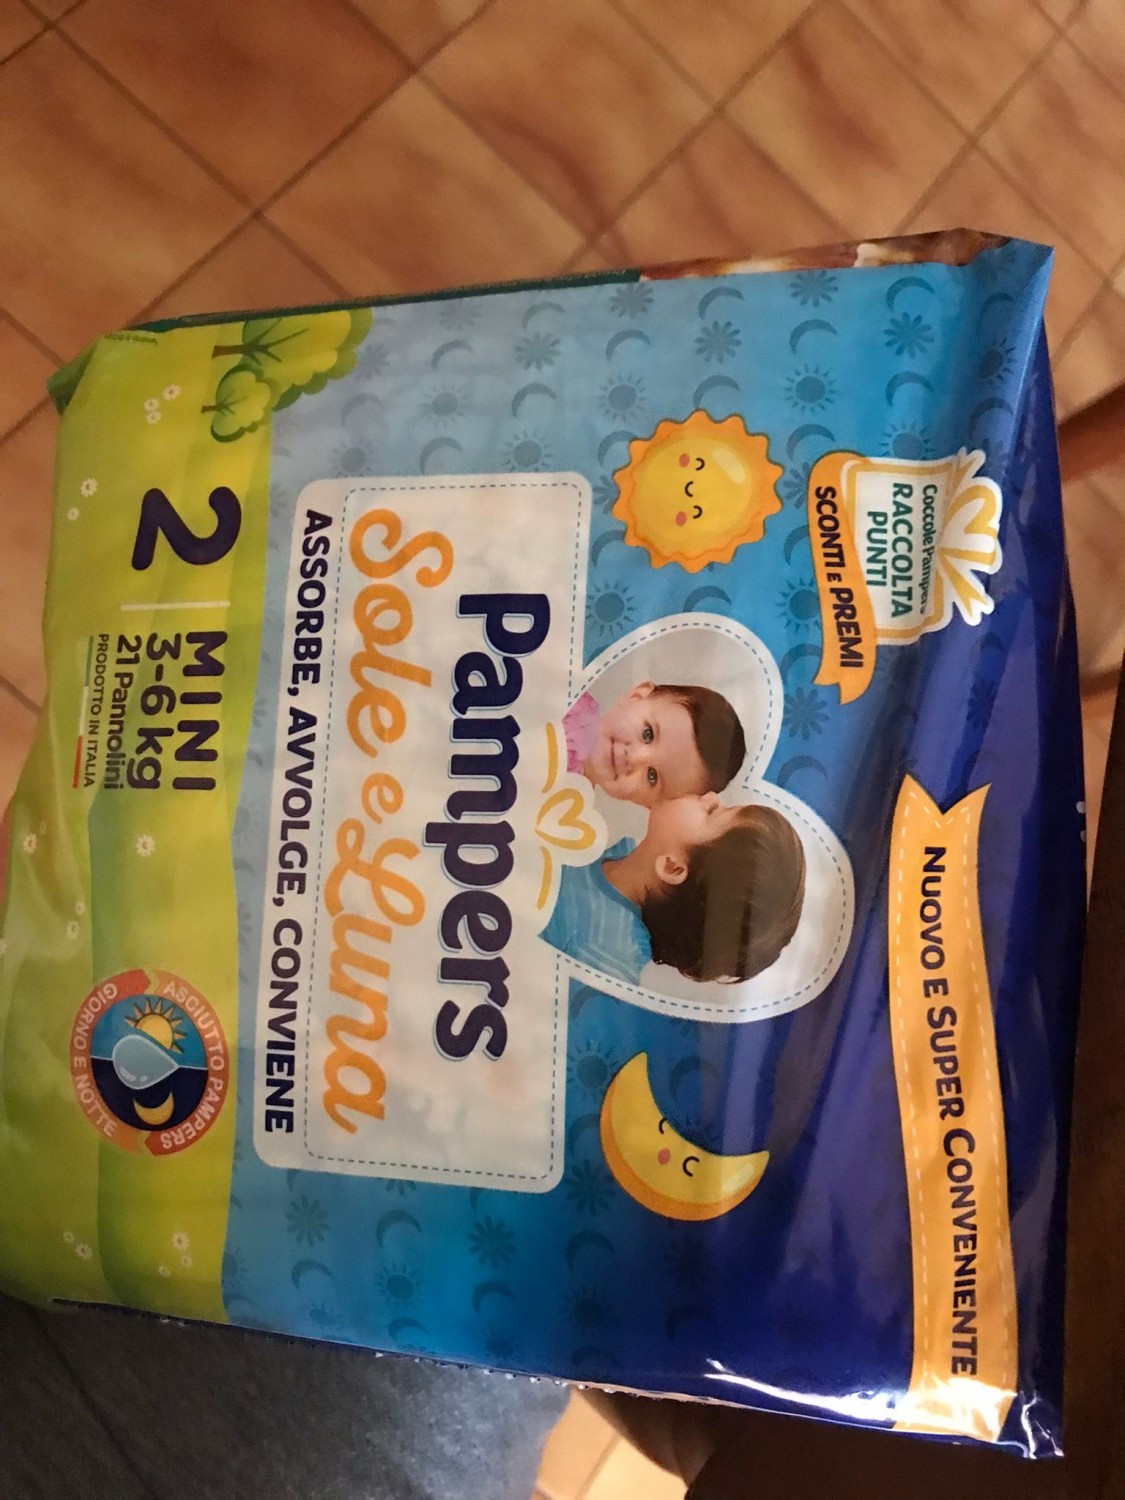 NUOVO E SUPER CONVENIENTE
Coccole Pampers
RACCOLTA
PUNTI
SCONTI E PREMI
Pampers
Sole e Luna
ASSORBE, AVVOLGE, CONVIENE
2
MINI
3-6 kg
21 Pannolini
PRODOTTO IN ITALIA
ASCIUTTO PAMPERS
GIORNO E NOTTE